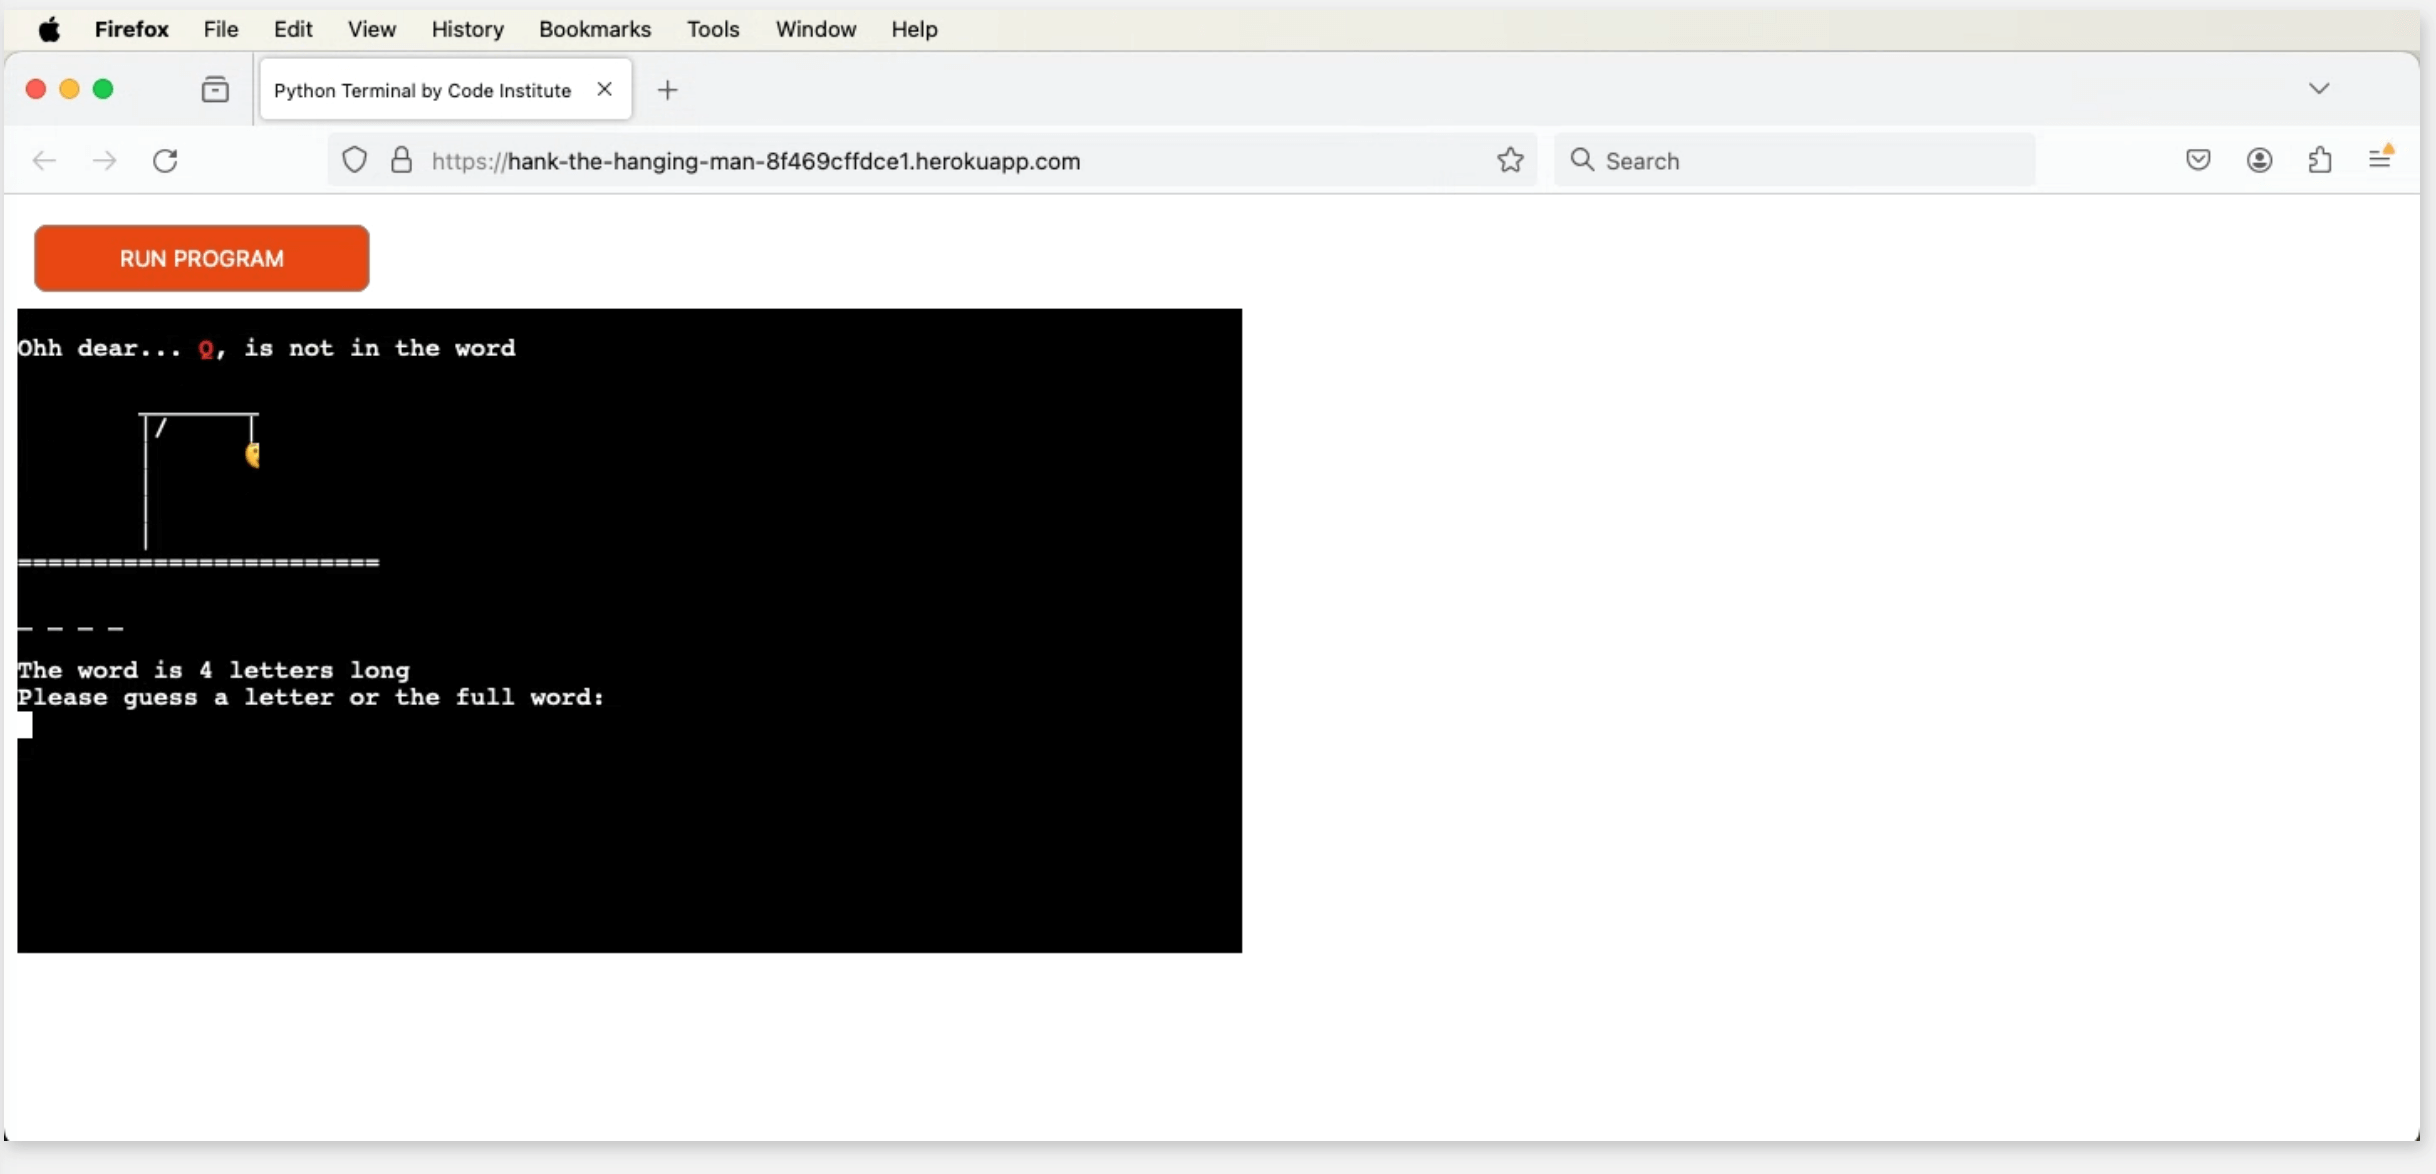 Firefox File Edit View History Bookmarks Tools Window Help
Python Terminal by Code Institute
https://hank-the-hanging-man-8f469cffdce1.herokuapp.com
Search
RUN PROGRAM
Ohh dear... Q, is not in the word
========================
_ _ _ _
The word is 4 letters long
Please guess a letter or the full word: